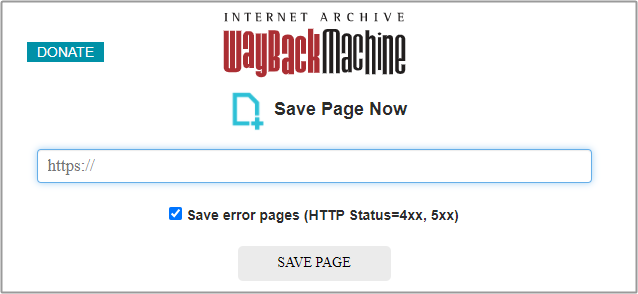 INTERNET ARCHIVE
DONATE
WayBackMachine
Save Page Now
https://
Save error pages (HTTP Status=4xx, 5xx)
SAVE PAGE